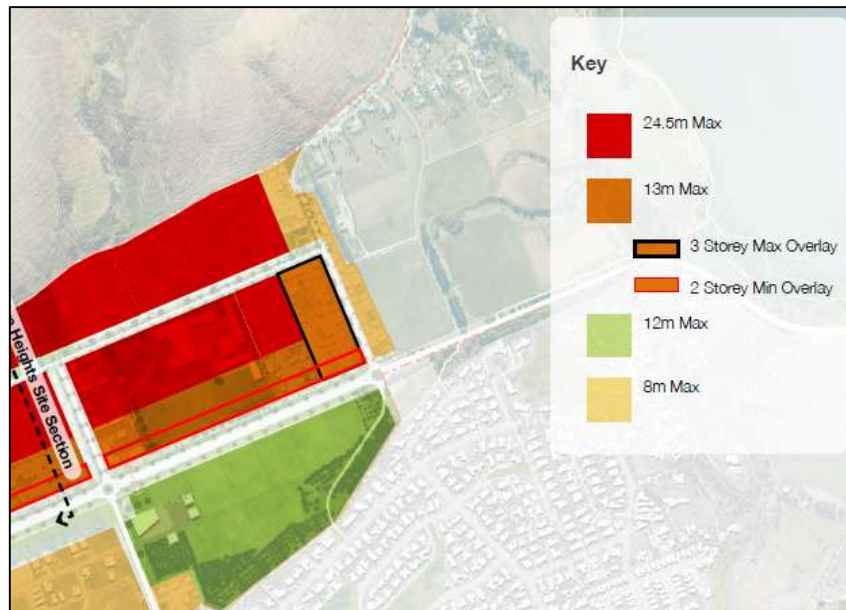 Key
24.5m Max
13m Max
3 Storey Max Overlay
2 Storey Min Overlay
12m Max
8m Max
Heights Site Section